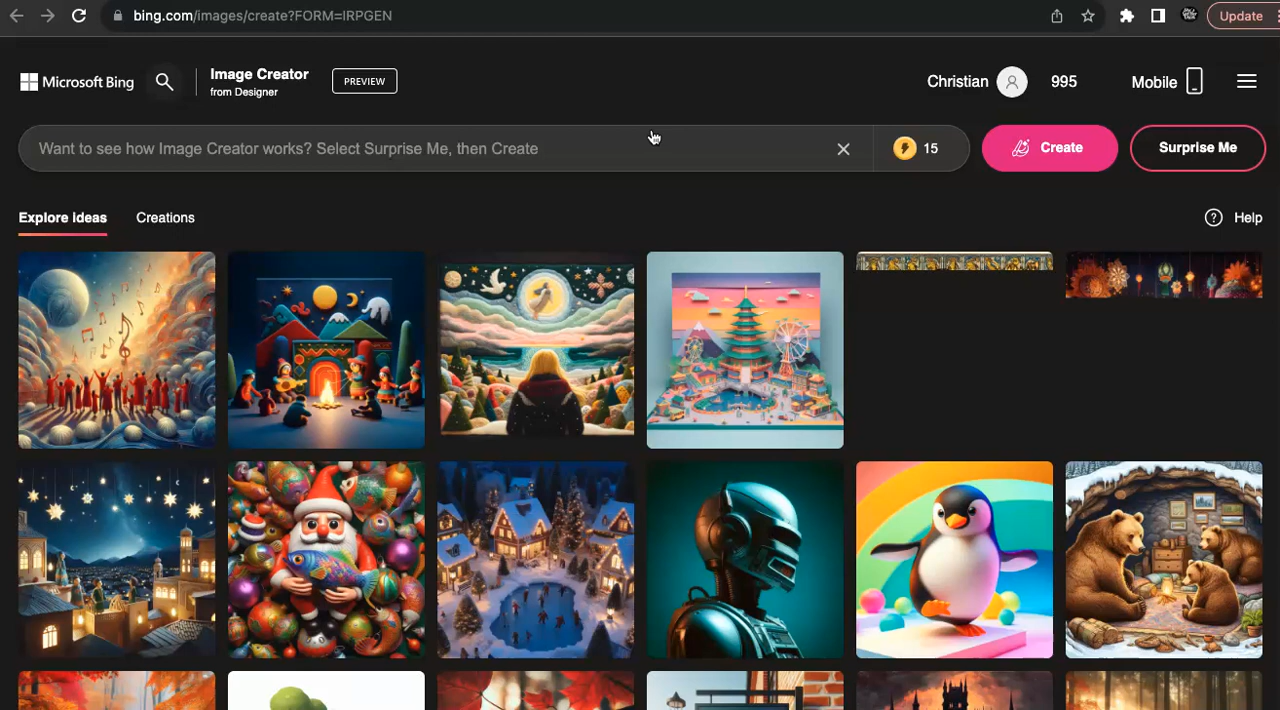 bing.com/images/create?FORM=IRPGEN
Update
Microsoft Bing
Image Creator
from Designer
PREVIEW
Christian
995
Mobile
Want to see how Image Creator works? Select Surprise Me, then Create
15
Create
Surprise Me
Explore ideas
Creations
Help